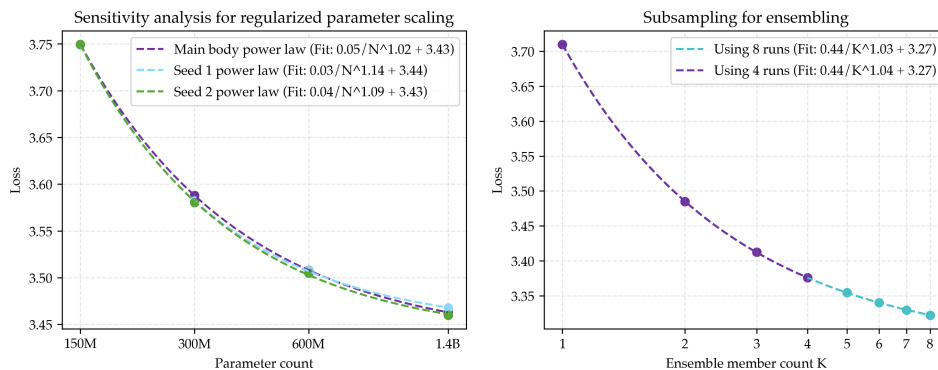 Sensitivity analysis for regularized parameter scaling
Main body power law (Fit: 0.05/N^1.02 + 3.43)
Seed 1 power law (Fit: 0.03/N^1.14 + 3.44)
Seed 2 power law (Fit: 0.04/N^1.09 + 3.43)
Loss
3.75
3.70
3.65
3.60
3.55
3.50
3.45
150M
300M
600M
1.4B
Parameter count
Subsampling for ensembling
Using 8 runs (Fit: 0.44/K^1.03 + 3.27)
Using 4 runs (Fit: 0.44/K^1.04 + 3.27)
Loss
3.70
3.65
3.60
3.55
3.50
3.45
3.40
3.35
1
2
3
4
5
6
7
8
Ensemble member count K